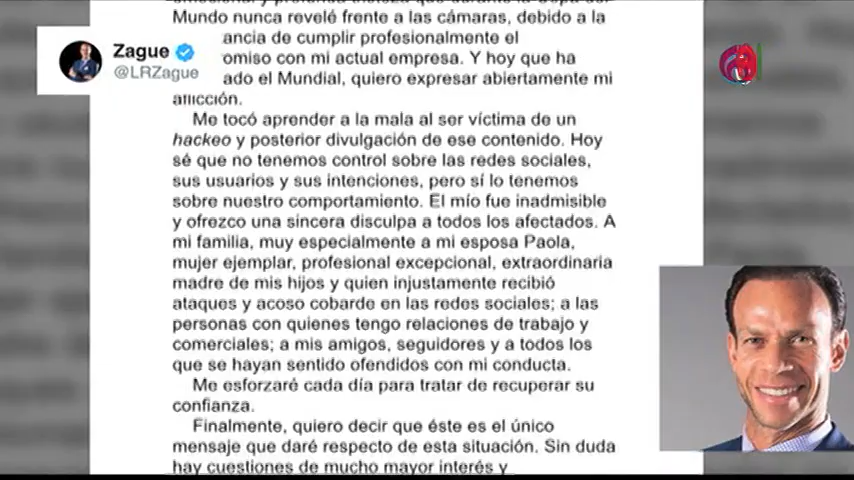 Zague
@LRZague
Mundo nunca revelé frente a las cámaras, debido a la
ancia de cumplir profesionalmente el
omiso con mi actual empresa. Y hoy que ha
ado el Mundial, quiero expresar abiertamente mi
aflicción.
Me tocó aprender a la mala al ser víctima de un
hackeo y posterior divulgación de ese contenido. Hoy
sé que no tenemos control sobre las redes sociales,
sus usuarios y sus intenciones, pero sí lo tenemos
sobre nuestro comportamiento. El mío fue inadmisible
y ofrezco una sincera disculpa a todos los afectados. A
mi familia, muy especialmente a mi esposa Paola,
mujer ejemplar, profesional excepcional, extraordinaria
madre de mis hijos y quien injustamente recibió
ataques y acoso cobarde en las redes sociales; a las
personas con quienes tengo relaciones de trabajo y
comerciales; a mis amigos, seguidores y a todos los
que se hayan sentido ofendidos con mi conducta.
Me esforzaré cada día para tratar de recuperar su
confianza.
Finalmente, quiero decir que éste es el único
mensaje que daré respecto de esta situación. Sin duda
hay cuestiones de mucho mayor interés y